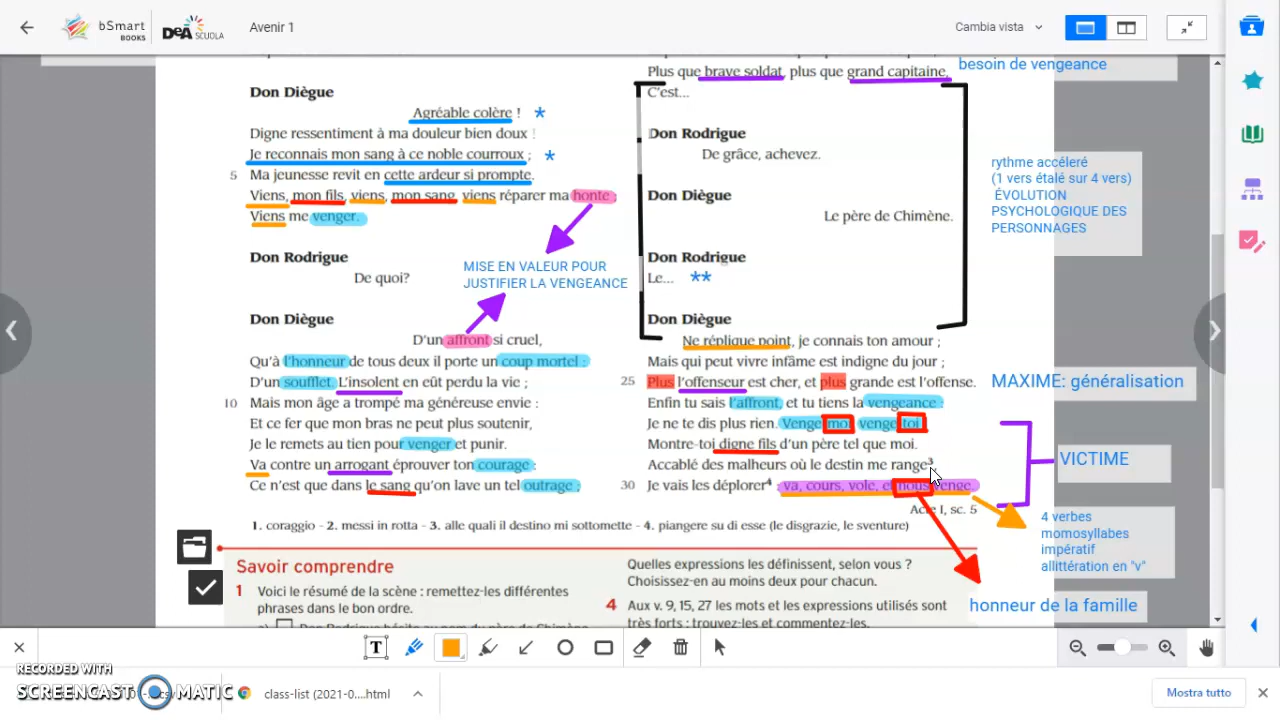 bSmart
BOOKS
DeA SCUOLA
Avenir 1
Cambia vista
Don Diègue
Agréable colère ! *
Digne ressentiment à ma douleur bien doux !
Je reconnais mon sang à ce noble courroux ; *
5 Ma jeunesse revit en cette ardeur si prompte.
Viens, mon fils, viens, mon sang, viens réparer ma honte ;
Viens me venger.
Don Rodrigue
De quoi?
MISE EN VALEUR POUR
JUSTIFIER LA VENGEANCE
Don Diègue
D'un affront si cruel,
Qu'à l'honneur de tous deux il porte un coup mortel :
D'un soufflet. L'insolent en eût perdu la vie ;
10 Mais mon âge a trompé ma généreuse envie :
Et ce fer que mon bras ne peut plus soutenir,
Je le remets au tien pour venger et punir.
Va contre un arrogant éprouver ton courage :
Ce n'est que dans le sang qu'on lave un tel outrage ;
Plus que brave soldat, plus que grand capitaine,
C'est...
Don Rodrigue
De grâce, achevez.
Don Diègue
Le père de Chimène.
Don Rodrigue
Le... **
Don Diègue
Ne réplique point, je connais ton amour ;
Mais qui peut vivre infâme est indigne du jour ;
25 Plus l'offenseur est cher, et plus grande est l'offense.
Enfin tu sais l'affront, et tu tiens la vengeance :
Je ne te dis plus rien. Venge moi, venge toi,
Montre-toi digne fils d'un père tel que moi.
Accablé des malheurs où le destin me range³
30 Je vais les déplorer⁴ : va, cours, vole, et nous venge.
Acte I, sc. 5
besoin de vengeance
rythme accéleré
(1 vers étalé sur 4 vers)
ÉVOLUTION
PSYCHOLOGIQUE DES
PERSONNAGES
MAXIME: généralisation
VICTIME
4 verbes
momosyllabes
impératif
allittération en "v"
honneur de la famille
1. coraggio - 2. messi in rotta - 3. alle quali il destino mi sottomette - 4. piangere su di esse (le disgrazie, le sventure)
Savoir comprendre
1 Voici le résumé de la scène : remettez-les différentes
phrases dans le bon ordre.
Don Rodrigue hésite au nom du père de Chimène
Quelles expressions les définissent, selon vous ?
Choisissez-en au moins deux pour chacun.
4 Aux v. 9, 15, 27 les mots et les expressions utilisés sont
très forts : trouvez-les et commentez-les.
T
RECORDED WITH
SCREENCAST MATIC
class-list (2021-0....html
Mostra tutto